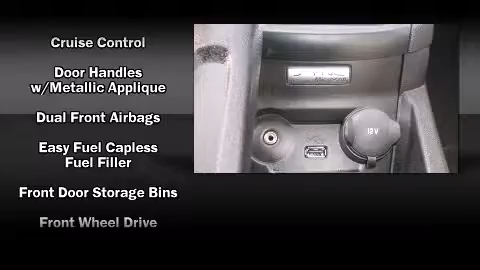 Cruise Control
Door Handles
w/Metallic Applique
Dual Front Airbags
Easy Fuel Capless
Fuel Filler
Front Door Storage Bins
Front Wheel Drive
12V